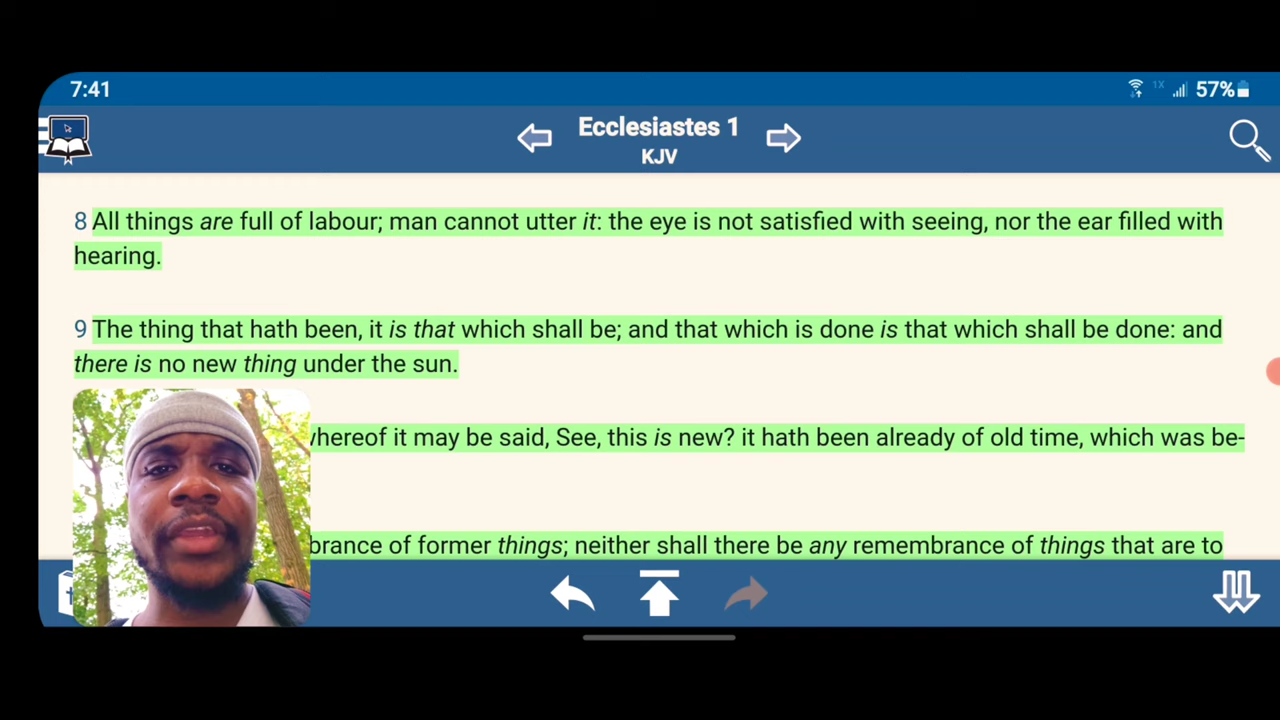 7:41
1X
57%
Ecclesiastes 1
KJV
8 All things are full of labour; man cannot utter it: the eye is not satisfied with seeing, nor the ear filled with
hearing.
9 The thing that hath been, it is that which shall be; and that which is done is that which shall be done: and
there is no new thing under the sun.
whereof it may be said, See, this is new? it hath been already of old time, which was be-
brance of former things; neither shall there be any remembrance of things that are to